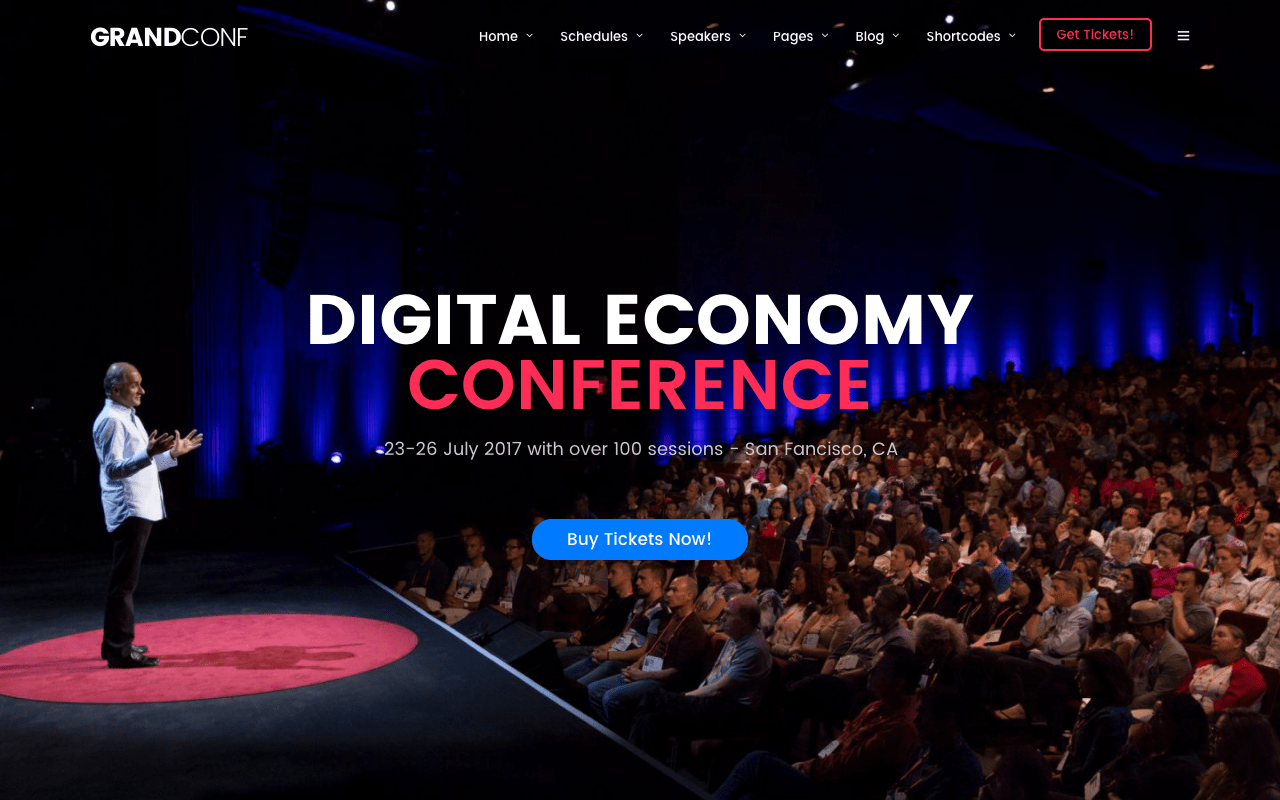 GRANDCONF
Home Schedules Speakers Pages Blog Shortcodes Get Tickets!
DIGITAL ECONOMY
CONFERENCE
23-26 July 2017 with over 100 sessions - San Fancisco, CA
Buy Tickets Now!